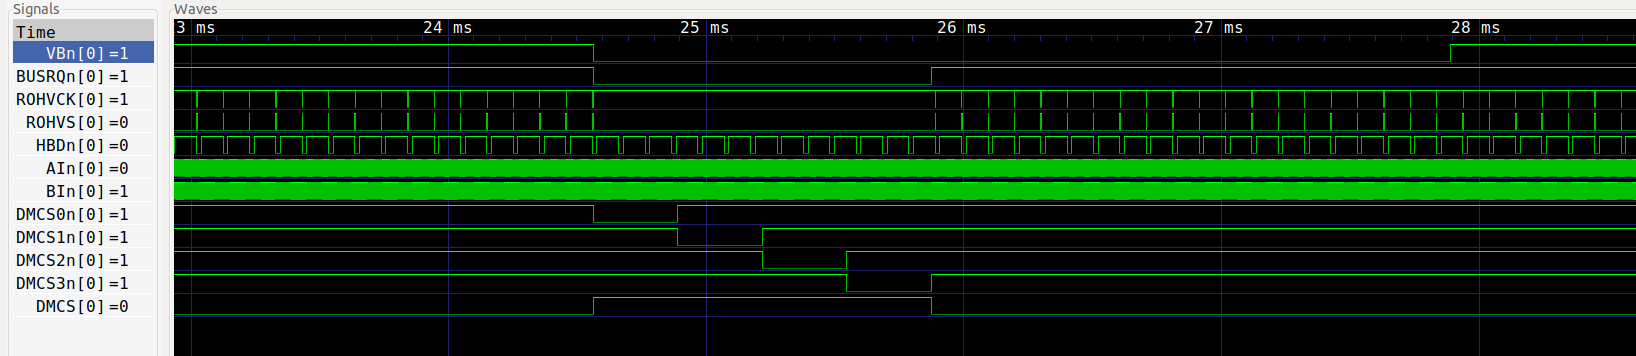 Signals
Waves
Time
3 ms 24 ms 25 ms 26 ms 27 ms 28 ms
VBn[0]=1
BUSRQn[0]=1
ROHVCK[0]=1
ROHVS[0]=0
HBDn[0]=0
AIn[0]=0
BIn[0]=1
DMCS0n[0]=1
DMCS1n[0]=1
DMCS2n[0]=1
DMCS3n[0]=1
DMCS[0]=0